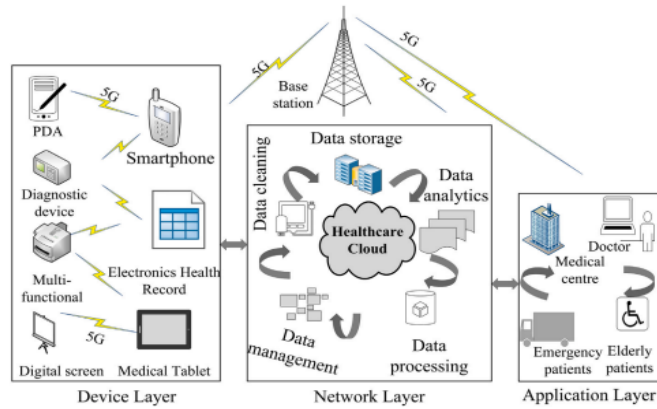 5G
5G
5G
Base
station
5G
PDA
Smartphone
Diagnostic
device
Multi-
functional
Electronics Health
Record
5G
Digital screen
Medical Tablet
Device Layer
Data storage
Data cleaning
Data
analytics
Healthcare
Cloud
Data
management
Data
processing
Network Layer
Doctor
Medical
centre
Emergency
patients
Elderly
patients
Application Layer